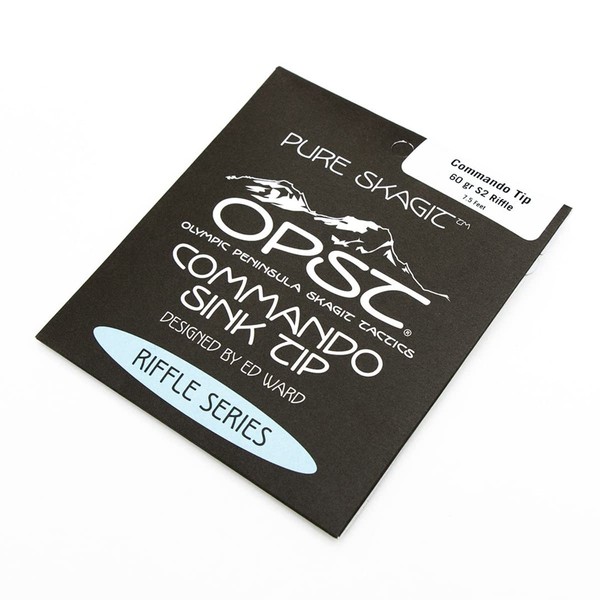 PURE SKAGIT™
Commando Tip
60 gr S2 Riffle
7.5 Feet
OPST®
OLYMPIC PENINSULA SKAGIT TACTICS
COMMANDO
SINK TIP
DESIGNED BY ED WARD
RIFFLE SERIES